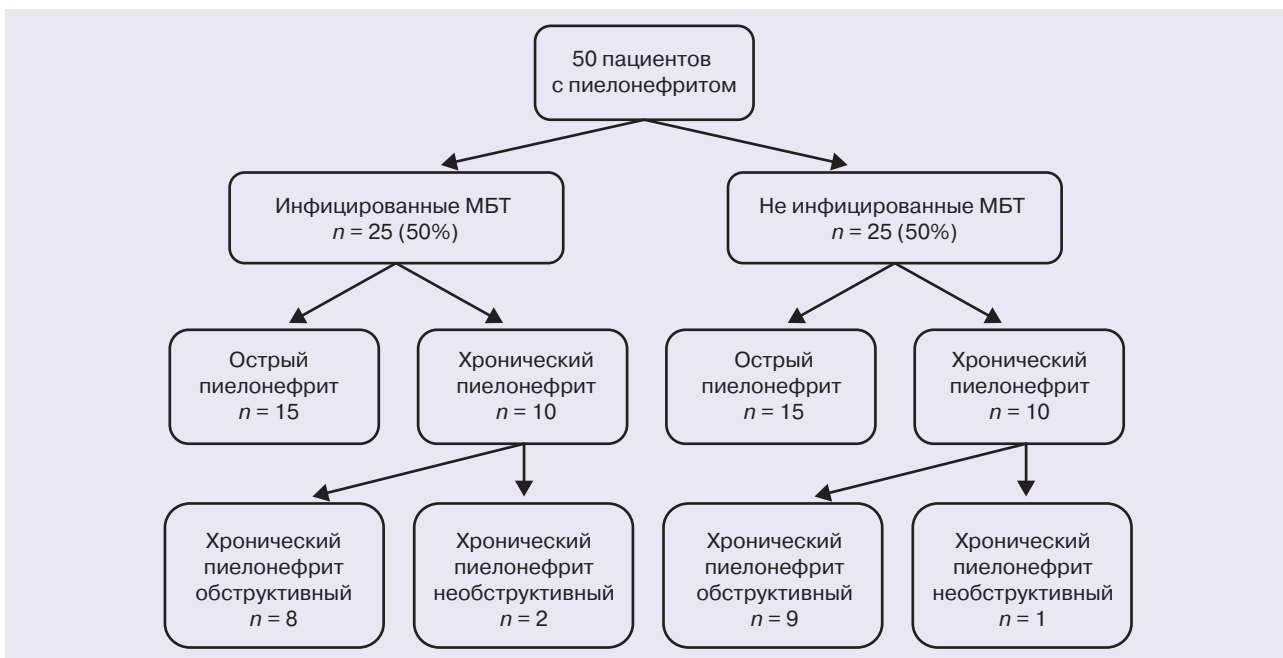 50 пациентов
с пиелонефритом
Инфицированные МБТ
n = 25 (50%)
Не инфицированные МБТ
n = 25 (50%)
Острый
пиелонефрит
n = 15
Хронический
пиелонефрит
n = 10
Острый
пиелонефрит
n = 15
Хронический
пиелонефрит
n = 10
Хронический
пиелонефрит
обструктивный
n = 8
Хронический
пиелонефрит
необструктивный
n = 2
Хронический
пиелонефрит
обструктивный
n = 9
Хронический
пиелонефрит
необструктивный
n = 1